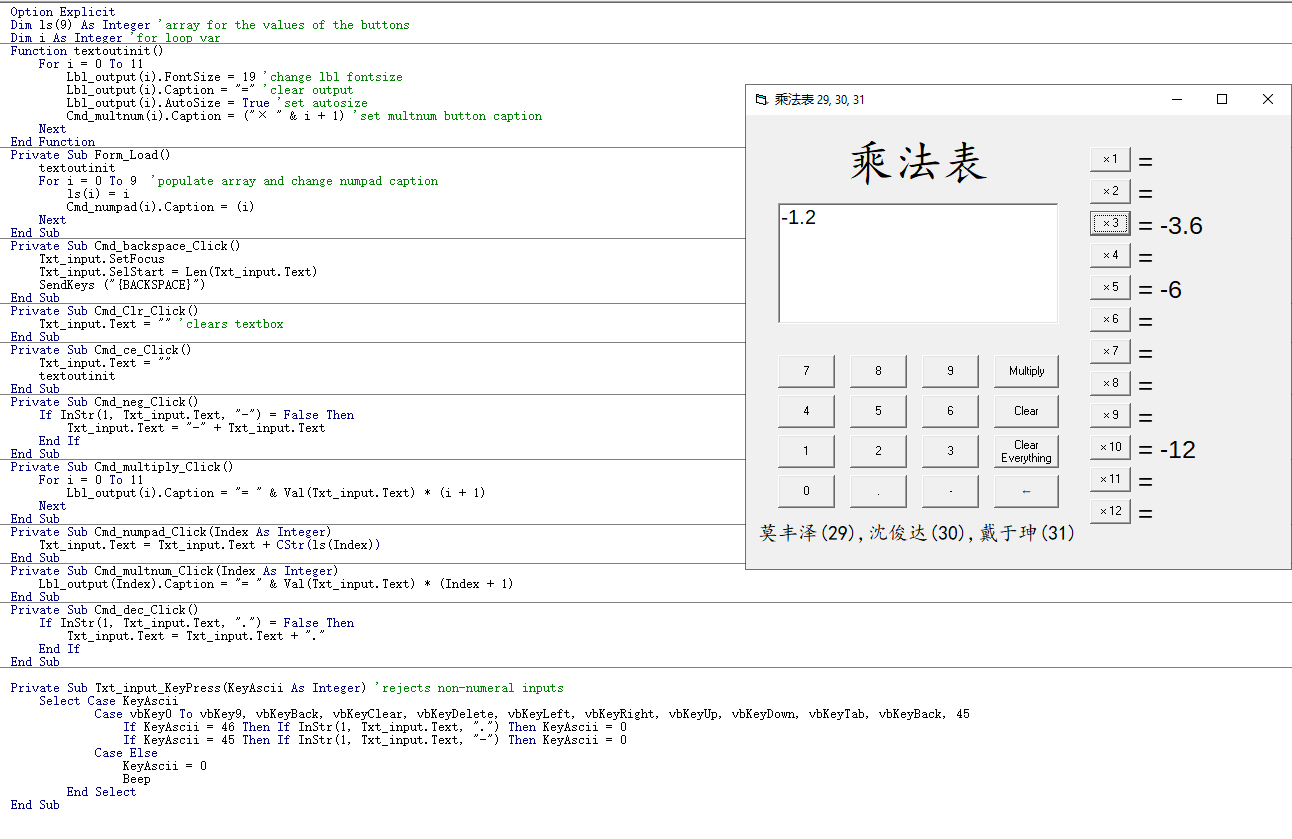 Option Explicit
Dim ls(9) As Integer 'array for the values of the buttons
Dim i As Integer 'for loop var
Function textoutinit()
For i = 0 To 11
Lbl_output(i).FontSize = 19 'change lbl fontsize
Lbl_output(i).Caption = "=" 'clear output
Lbl_output(i).AutoSize = True 'set autosize
Cmd_multnum(i).Caption = ("× " & i + 1) 'set multnum button caption
Next
End Function
Private Sub Form_Load()
textoutinit
For i = 0 To 9 'populate array and change numpad caption
ls(i) = i
Cmd_numpad(i).Caption = (i)
Next
End Sub
Private Sub Cmd_backspace_Click()
Txt_input.SetFocus
Txt_input.SelStart = Len(Txt_input.Text)
SendKeys ("{BACKSPACE}")
End Sub
Private Sub Cmd_Clr_Click()
Txt_input.Text = "" 'clears textbox
End Sub
Private Sub Cmd_ce_Click()
Txt_input.Text = ""
textoutinit
End Sub
Private Sub Cmd_neg_Click()
If InStr(1, Txt_input.Text, "-") = False Then
Txt_input.Text = "-" + Txt_input.Text
End If
End Sub
Private Sub Cmd_multiply_Click()
For i = 0 To 11
Lbl_output(i).Caption = "= " & Val(Txt_input.Text) * (i + 1)
Next
End Sub
Private Sub Cmd_numpad_Click(Index As Integer)
Txt_input.Text = Txt_input.Text + CStr(ls(Index))
End Sub
Private Sub Cmd_multnum_Click(Index As Integer)
Lbl_output(Index).Caption = "= " & Val(Txt_input.Text) * (Index + 1)
End Sub
Private Sub Cmd_dec_Click()
If InStr(1, Txt_input.Text, ".") = False Then
Txt_input.Text = Txt_input.Text + "."
End If
End Sub
Private Sub Txt_input_KeyPress(KeyAscii As Integer) 'rejects non-numeral inputs
Select Case KeyAscii
Case vbKey0 To vbKey9, vbKeyBack, vbKeyClear, vbKeyDelete, vbKeyLeft, vbKeyRight, vbKeyUp, vbKeyDown, vbKeyTab, vbKeyBack, 45
If KeyAscii = 46 Then If InStr(1, Txt_input.Text, ".") Then KeyAscii = 0
If KeyAscii = 45 Then If InStr(1, Txt_input.Text, "-") Then KeyAscii = 0
Case Else
KeyAscii = 0
Beep
End Select
End Sub
乘法表 29, 30, 31
乘法表
-1.2
7 8 9 Multiply
4 5 6 Clear
1 2 3 Clear Everything
0 . - ←
莫丰泽(29),沈俊达(30),戴于珅(31)
×1 =
×2 =
×3 = -3.6
×4 =
×5 = -6
×6 =
×7 =
×8 =
×9 =
×10 = -12
×11 =
×12 =